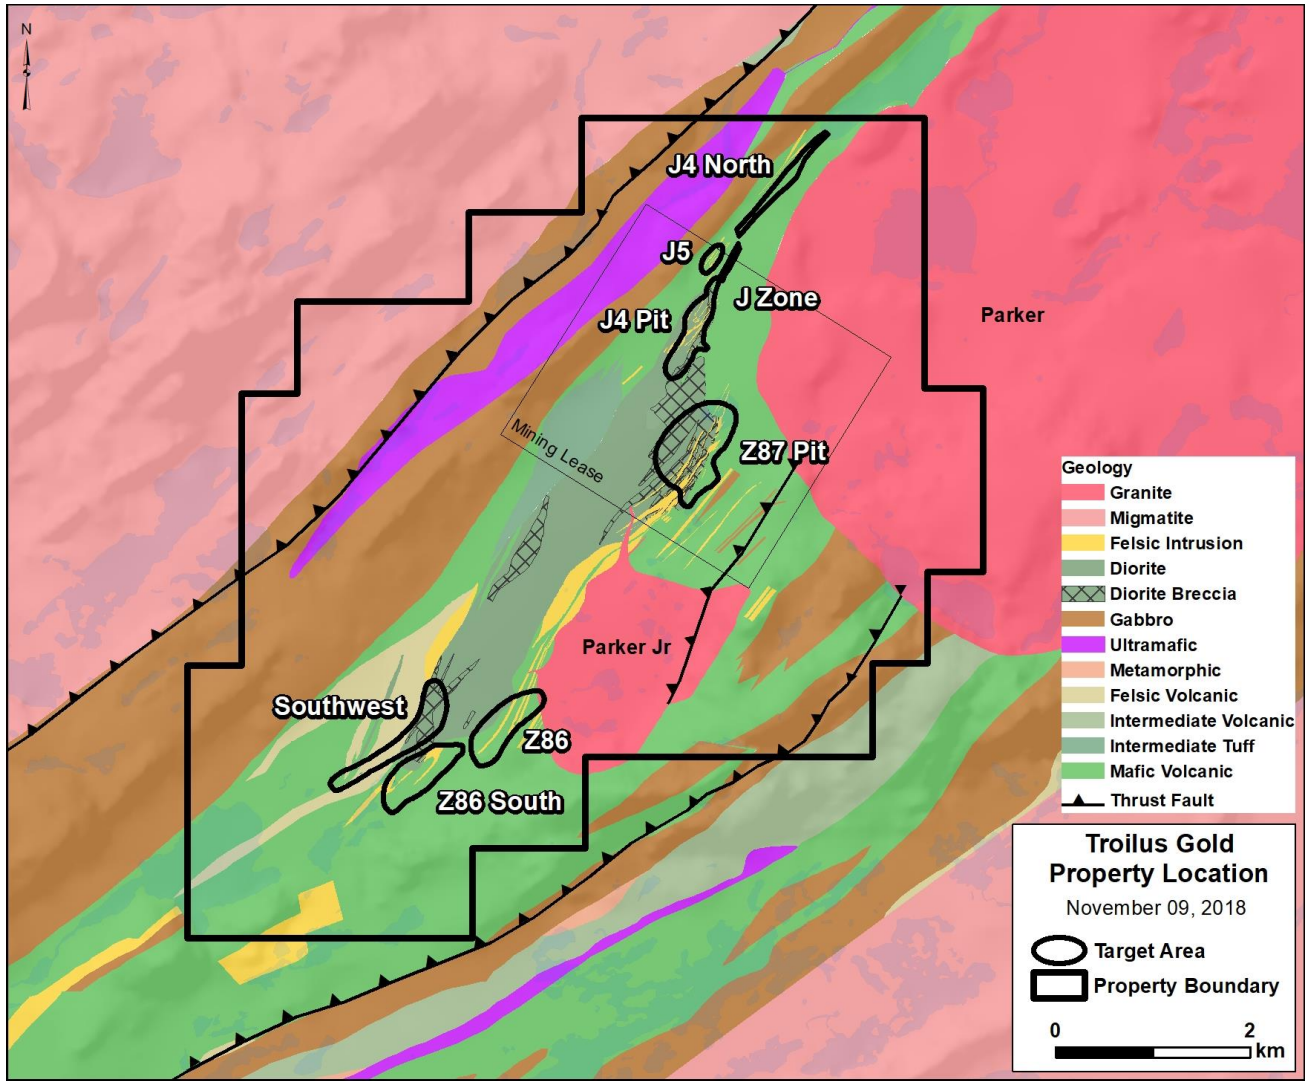 N
J4 North
J5
J Zone
J4 Pit
Parker
Mining Lease
Z87 Pit
Parker Jr
Southwest
Z86
Z86 South
Geology
Granite
Migmatite
Felsic Intrusion
Diorite
Diorite Breccia
Gabbro
Ultramafic
Metamorphic
Felsic Volcanic
Intermediate Volcanic
Intermediate Tuff
Mafic Volcanic
Thrust Fault
Troilus Gold
Property Location
November 09, 2018
Target Area
Property Boundary
0 2
km